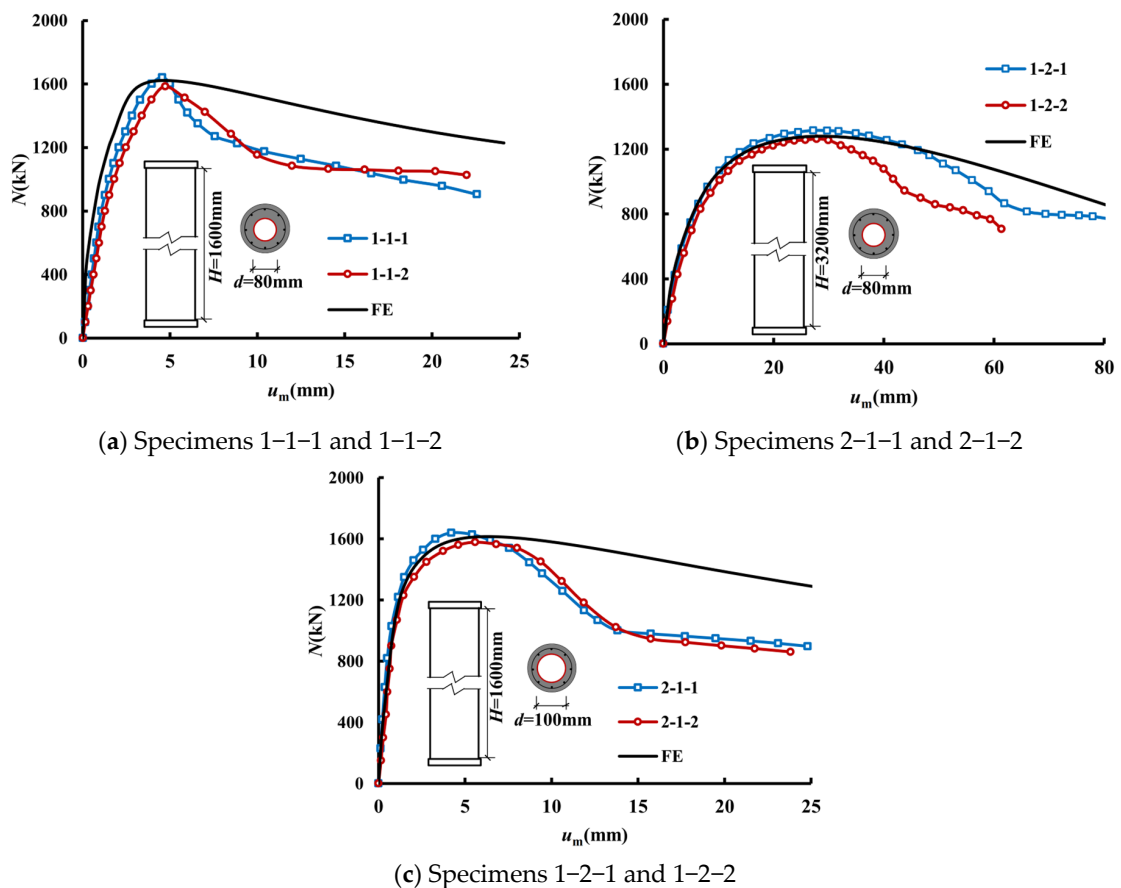 2000
1600
1200
800
400
0
N(kN)
H=1600mm
d=80mm
1-1-1
1-1-2
FE
0 5 10 15 20 25
um(mm)
(a) Specimens 1−1−1 and 1−1−2
2000
1600
1200
800
400
0
N(kN)
H=3200mm
d=80mm
1-2-1
1-2-2
FE
0 20 40 60 80
um(mm)
(b) Specimens 2−1−1 and 2−1−2
2000
1600
1200
800
400
0
N(kN)
H=1600mm
d=100mm
2-1-1
2-1-2
FE
0 5 10 15 20 25
um(mm)
(c) Specimens 1−2−1 and 1−2−2